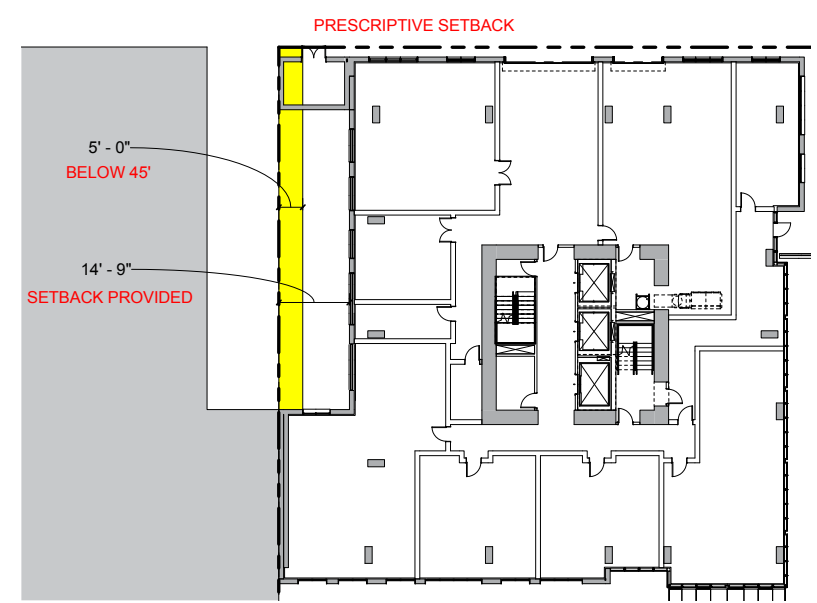 PRESCRIPTIVE SETBACK
5' - 0"
BELOW 45'
14' - 9"
SETBACK PROVIDED